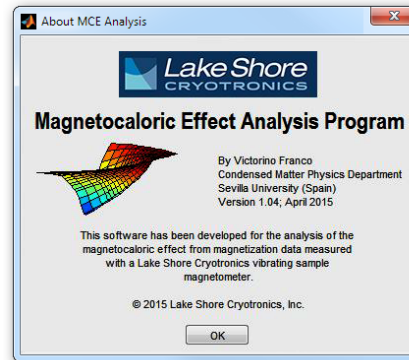 About MCE Analysis
Lake Shore
CRYOTRONICS
Magnetocaloric Effect Analysis Program
By Victorino Franco
Condensed Matter Physics Department
Sevilla University (Spain)
Version 1.04; April 2015
This software has been developed for the analysis of the
magnetocaloric effect from magnetization data measured
with a Lake Shore Cryotronics vibrating sample
magnetometer.
© 2015 Lake Shore Cryotronics, Inc.
OK